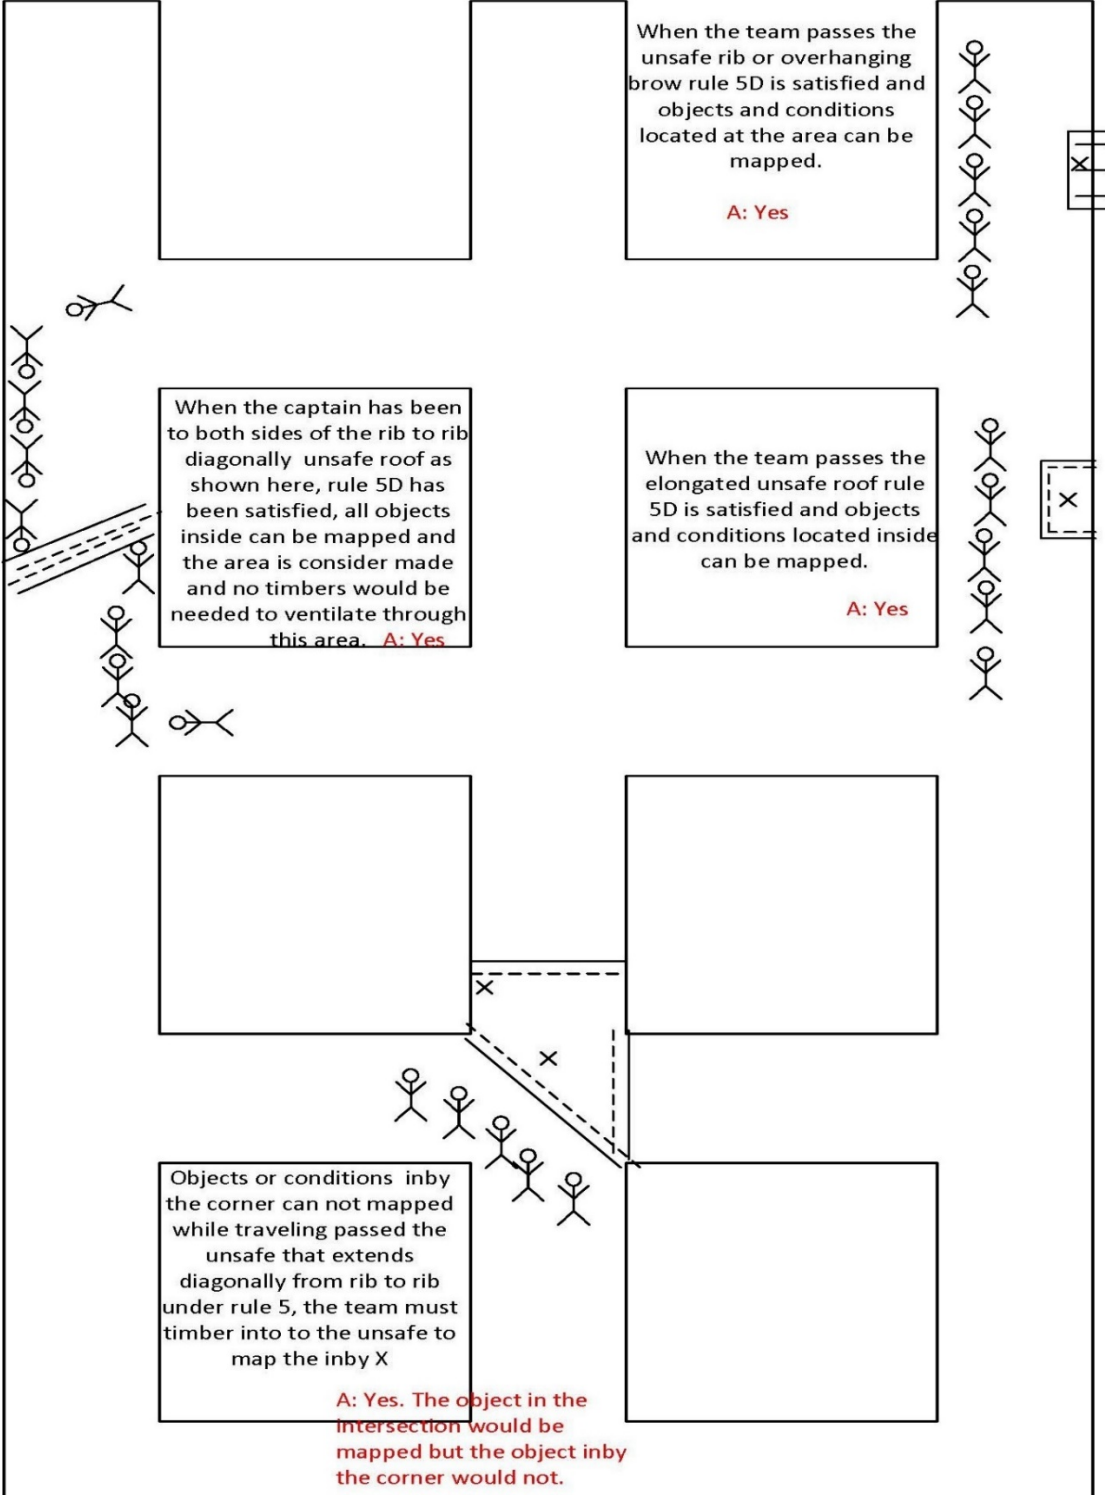 When the team passes the
unsafe rib or overhanging
brow rule 5D is satisfied and
objects and conditions
located at the area can be
mapped.
A: Yes
When the captain has been
to both sides of the rib to rib
diagonally unsafe roof as
shown here, rule 5D has
been satisfied, all objects
inside can be mapped and
the area is consider made
and no timbers would be
needed to ventilate through
this area. A: Yes
When the team passes the
elongated unsafe roof rule
5D is satisfied and objects
and conditions located inside
can be mapped.
A: Yes
Objects or conditions inby
the corner can not mapped
while traveling passed the
unsafe that extends
diagonally from rib to rib
under rule 5, the team must
timber into to the unsafe to
map the inby X
A: Yes. The object in the
intersection would be
mapped but the object inby
the corner would not.